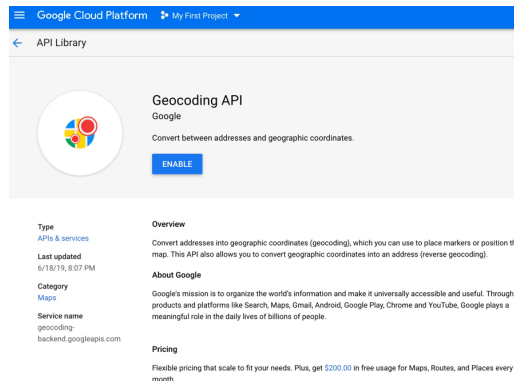 Google Cloud Platform My First Project
API Library
Geocoding API
Google
Convert between addresses and geographic coordinates.
ENABLE
Type
APIs & services
Last updated
6/18/19, 8:07 PM
Category
Maps
Service name
geocoding-
backend.googleapis.com
Overview
Convert addresses into geographic coordinates (geocoding), which you can use to place markers or position th
map. This API also allows you to convert geographic coordinates into an address (reverse geocoding).
About Google
Google's mission is to organize the world's information and make it universally accessible and useful. Through
products and platforms like Search, Maps, Gmail, Android, Google Play, Chrome and YouTube, Google plays a
meaningful role in the daily lives of billions of people.
Pricing
Flexible pricing that scale to fit your needs. Plus, get $200.00 in free usage for Maps, Routes, and Places every
month